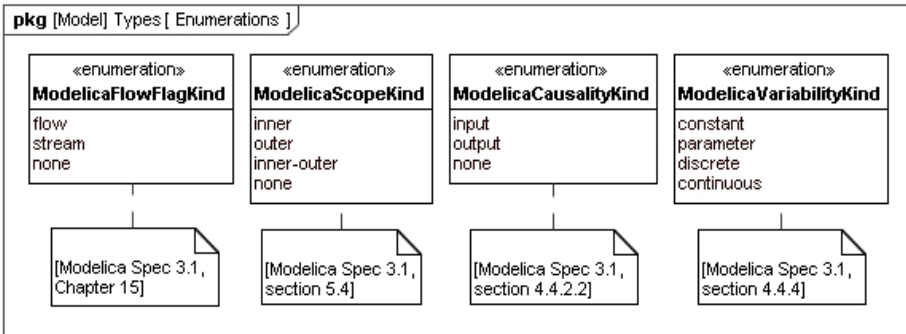 pkg [Model] Types [ Enumerations ]
«enumeration»
ModelicaFlowFlagKind
flow
stream
none
[Modelica Spec 3.1,
Chapter 15]
«enumeration»
ModelicaScopeKind
inner
outer
inner-outer
none
[Modelica Spec 3.1,
section 5.4]
«enumeration»
ModelicaCausalityKind
input
output
none
[Modelica Spec 3.1,
section 4.4.2.2]
«enumeration»
ModelicaVariabilityKind
constant
parameter
discrete
continuous
[Modelica Spec 3.1,
section 4.4.4]